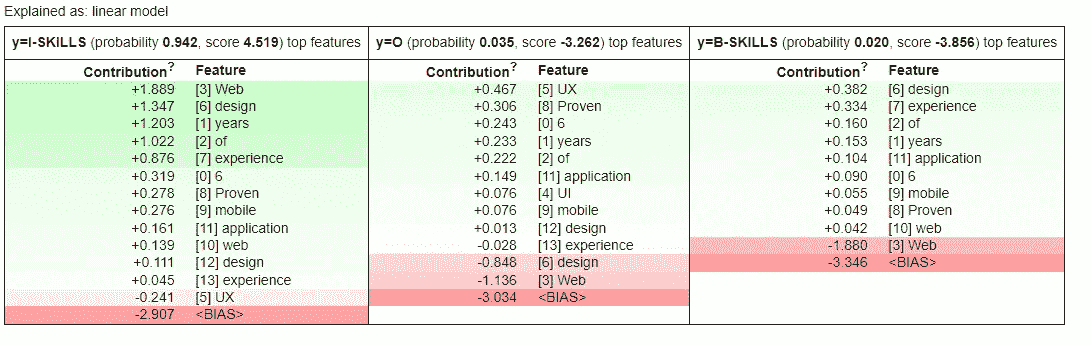 Explained as: linear model
y=I-SKILLS (probability 0.942, score 4.519) top features
Contribution? Feature
+1.889 [3] Web
+1.347 [6] design
+1.203 [1] years
+1.022 [2] of
+0.876 [7] experience
+0.319 [0] 6
+0.278 [8] Proven
+0.276 [9] mobile
+0.161 [11] application
+0.139 [10] web
+0.111 [12] design
+0.045 [13] experience
-0.241 [5] UX
-2.907 <BIAS>
y=O (probability 0.035, score -3.262) top features
Contribution? Feature
+0.467 [5] UX
+0.306 [8] Proven
+0.243 [0] 6
+0.233 [1] years
+0.222 [2] of
+0.149 [11] application
+0.076 [4] UI
+0.076 [9] mobile
+0.013 [12] design
-0.028 [13] experience
-0.848 [6] design
-1.136 [3] Web
-3.034 <BIAS>
y=B-SKILLS (probability 0.020, score -3.856) top features
Contribution? Feature
+0.382 [6] design
+0.334 [7] experience
+0.160 [2] of
+0.153 [1] years
+0.104 [11] application
+0.090 [0] 6
+0.055 [9] mobile
+0.049 [8] Proven
+0.042 [10] web
-1.880 [3] Web
-3.346 <BIAS>